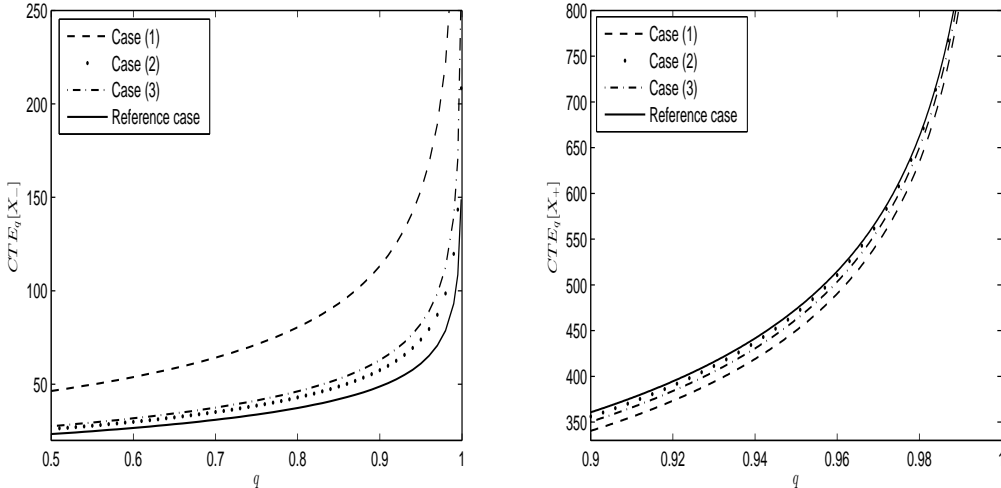 250
200
150
100
50
CTE_q[X_−]
Case (1)
Case (2)
Case (3)
Reference case
0.5
0.6
0.7
0.8
0.9
1
q
800
750
700
650
600
550
500
450
400
350
CTE_q[X_+]
Case (1)
Case (2)
Case (3)
Reference case
0.9
0.92
0.94
0.96
0.98
1
q